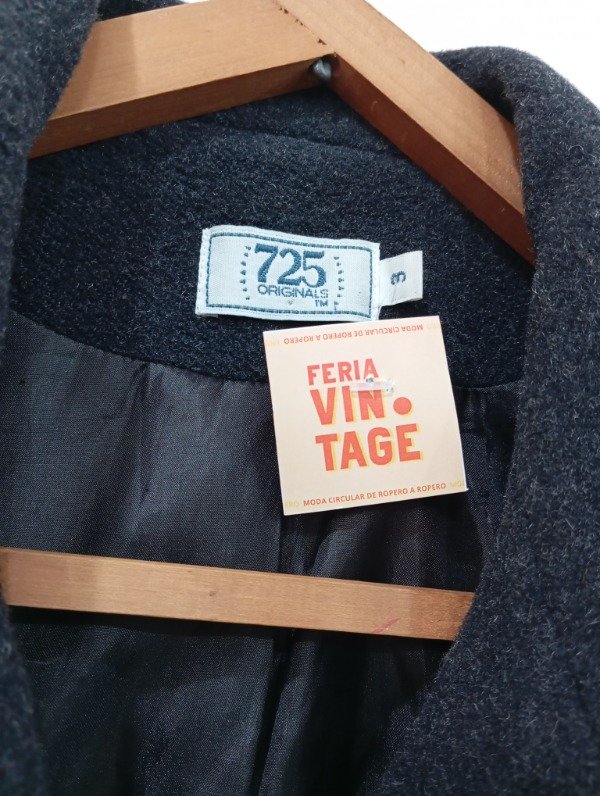 725
ORIGINALS
TM
3
MODA CIRCULAR DE ROPERO A ROPERO
FERIA
VIN.
TAGE
MODA CIRCULAR DE ROPERO A ROPERO